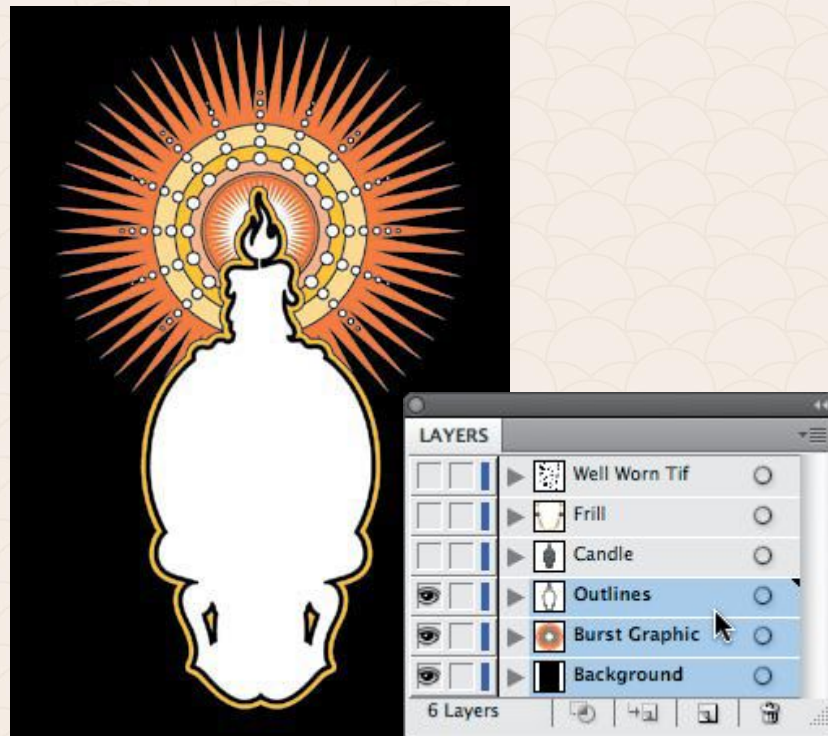 LAYERS
Well Worn Tif
Frill
Candle
Outlines
Burst Graphic
Background
6 Layers